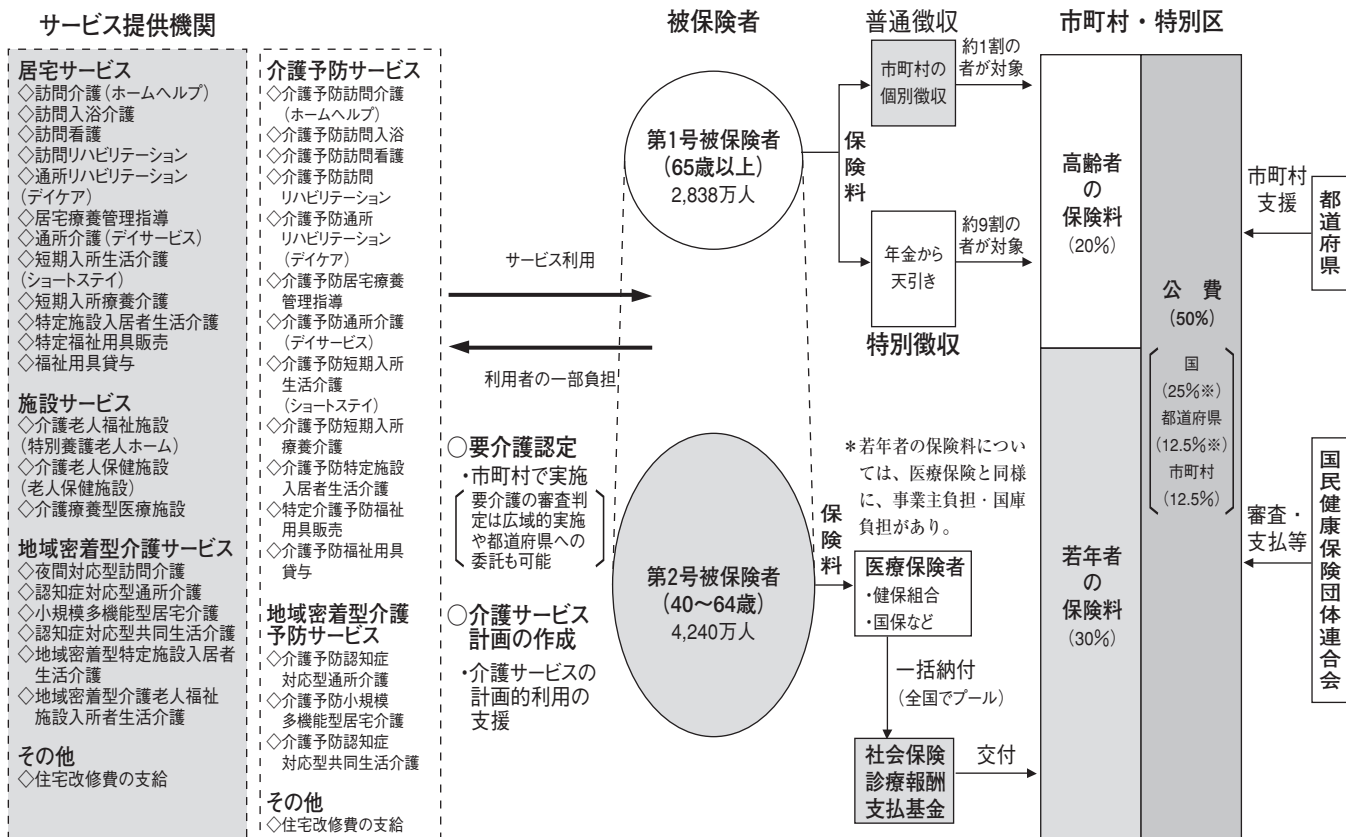 サービス提供機関
居宅サービス
◇訪問介護（ホームヘルプ）
◇訪問入浴介護
◇訪問看護
◇訪問リハビリテーション
◇通所リハビリテーション
（デイケア）
◇居宅療養管理指導
◇通所介護（デイサービス）
◇短期入所生活介護
（ショートステイ）
◇短期入所療養介護
◇特定施設入居者生活介護
◇特定福祉用具販売
◇福祉用具貸与
施設サービス
◇介護老人福祉施設
（特別養護老人ホーム）
◇介護老人保健施設
（老人保健施設）
◇介護療養型医療施設
地域密着型介護サービス
◇夜間対応型訪問介護
◇認知症対応型通所介護
◇小規模多機能型居宅介護
◇認知症対応型共同生活介護
◇地域密着型特定施設入居者
生活介護
◇地域密着型介護老人福祉
施設入所者生活介護
その他
◇住宅改修費の支給
介護予防サービス
◇介護予防訪問介護
（ホームヘルプ）
◇介護予防訪問入浴
◇介護予防訪問看護
◇介護予防訪問
リハビリテーション
◇介護予防通所
リハビリテーション
（デイケア）
◇介護予防居宅療養
管理指導
◇介護予防通所介護
（デイサービス）
◇介護予防短期入所
生活介護
（ショートステイ）
◇介護予防短期入所
療養介護
◇介護予防特定施設
入居者生活介護
◇特定介護予防福祉
用具販売
◇介護予防福祉用具
貸与
地域密着型介護
予防サービス
◇介護予防認知症
対応型通所介護
◇介護予防小規模
多機能型居宅介護
◇介護予防認知症
対応型共同生活介護
その他
◇住宅改修費の支給
サービス利用
利用者の一部負担
○要介護認定
・市町村で実施
要介護の審査判
定は広域的実施
や都道府県への
委託も可能
○介護サービス
計画の作成
・介護サービスの
計画的利用の
支援
被保険者
第1号被保険者
（65歳以上）
2,838万人
第2号被保険者
（40〜64歳）
4,240万人
保険料
普通徴収
市町村の
個別徴収
約1割の
者が対象
年金から
天引き
約9割の
者が対象
特別徴収
＊若年者の保険料につい
ては、医療保険と同様
に、事業主負担・国庫
負担があり。
保険料
医療保険者
・健保組合
・国保など
一括納付
（全国でプール）
社会保険
診療報酬
支払基金
交付
市町村・特別区
高齢者
の
保険料
（20%）
若年者
の
保険料
（30%）
公　費
（50%）
国
（25%※）
都道府県
（12.5%※）
市町村
（12.5%）
市町村
支援
都道府県
審査・
支払等
国民健康保険団体連合会